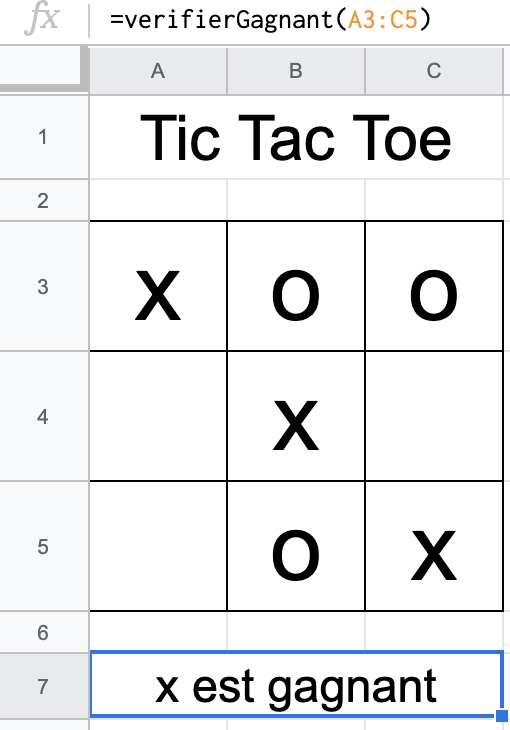 fx =verifierGagnant(A3:C5)
A B C
1 Tic Tac Toe
2
3 x o o
4 x
5 o x
6
7 x est gagnant